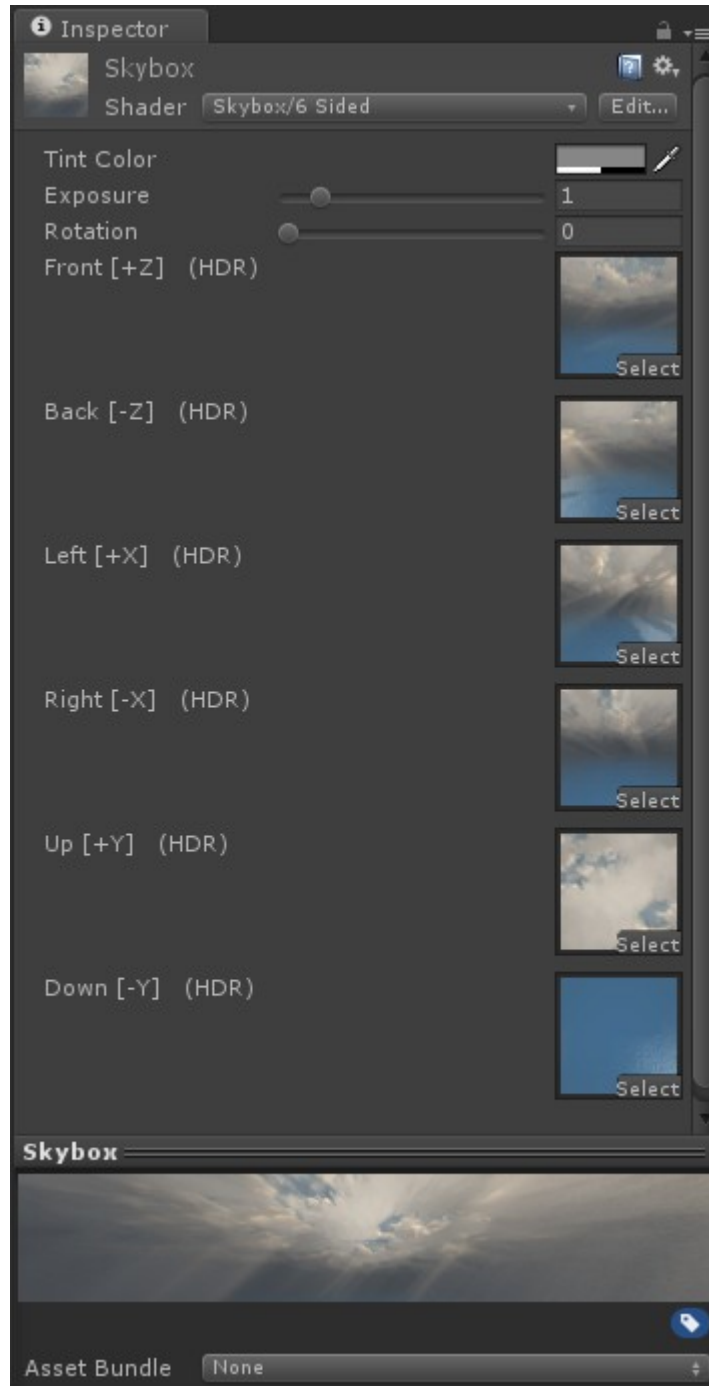 Inspector
Skybox
Shader Skybox/6 Sided Edit...
Tint Color
Exposure 1
Rotation 0
Front [+Z] (HDR)
Select
Back [-Z] (HDR)
Select
Left [+X] (HDR)
Select
Right [-X] (HDR)
Select
Up [+Y] (HDR)
Select
Down [-Y] (HDR)
Select
Skybox
Asset Bundle None